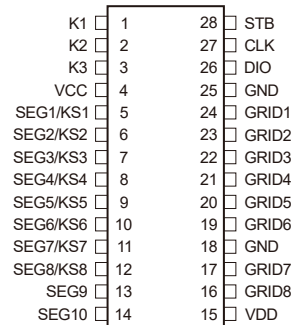 K1 1 28 STB
K2 2 27 CLK
K3 3 26 DIO
VCC 4 25 GND
SEG1/KS1 5 24 GRID1
SEG2/KS2 6 23 GRID2
SEG3/KS3 7 22 GRID3
SEG4/KS4 8 21 GRID4
SEG5/KS5 9 20 GRID5
SEG6/KS6 10 19 GRID6
SEG7/KS7 11 18 GND
SEG8/KS8 12 17 GRID7
SEG9 13 16 GRID8
SEG10 14 15 VDD